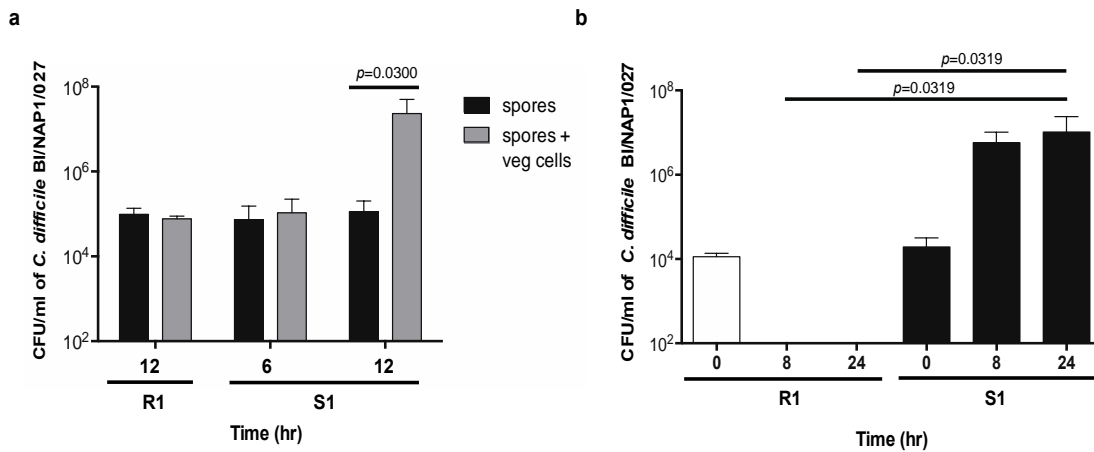 a
CFU/ml of C. difficile BI/NAP1/027
10^8
10^6
10^4
10^2
p=0.0300
spores
spores +
veg cells
12
6
12
R1
S1
Time (hr)
b
CFU/ml of C. difficile BI/NAP1/027
10^8
10^6
10^4
10^2
p=0.0319
p=0.0319
0
8
24
0
8
24
R1
S1
Time (hr)